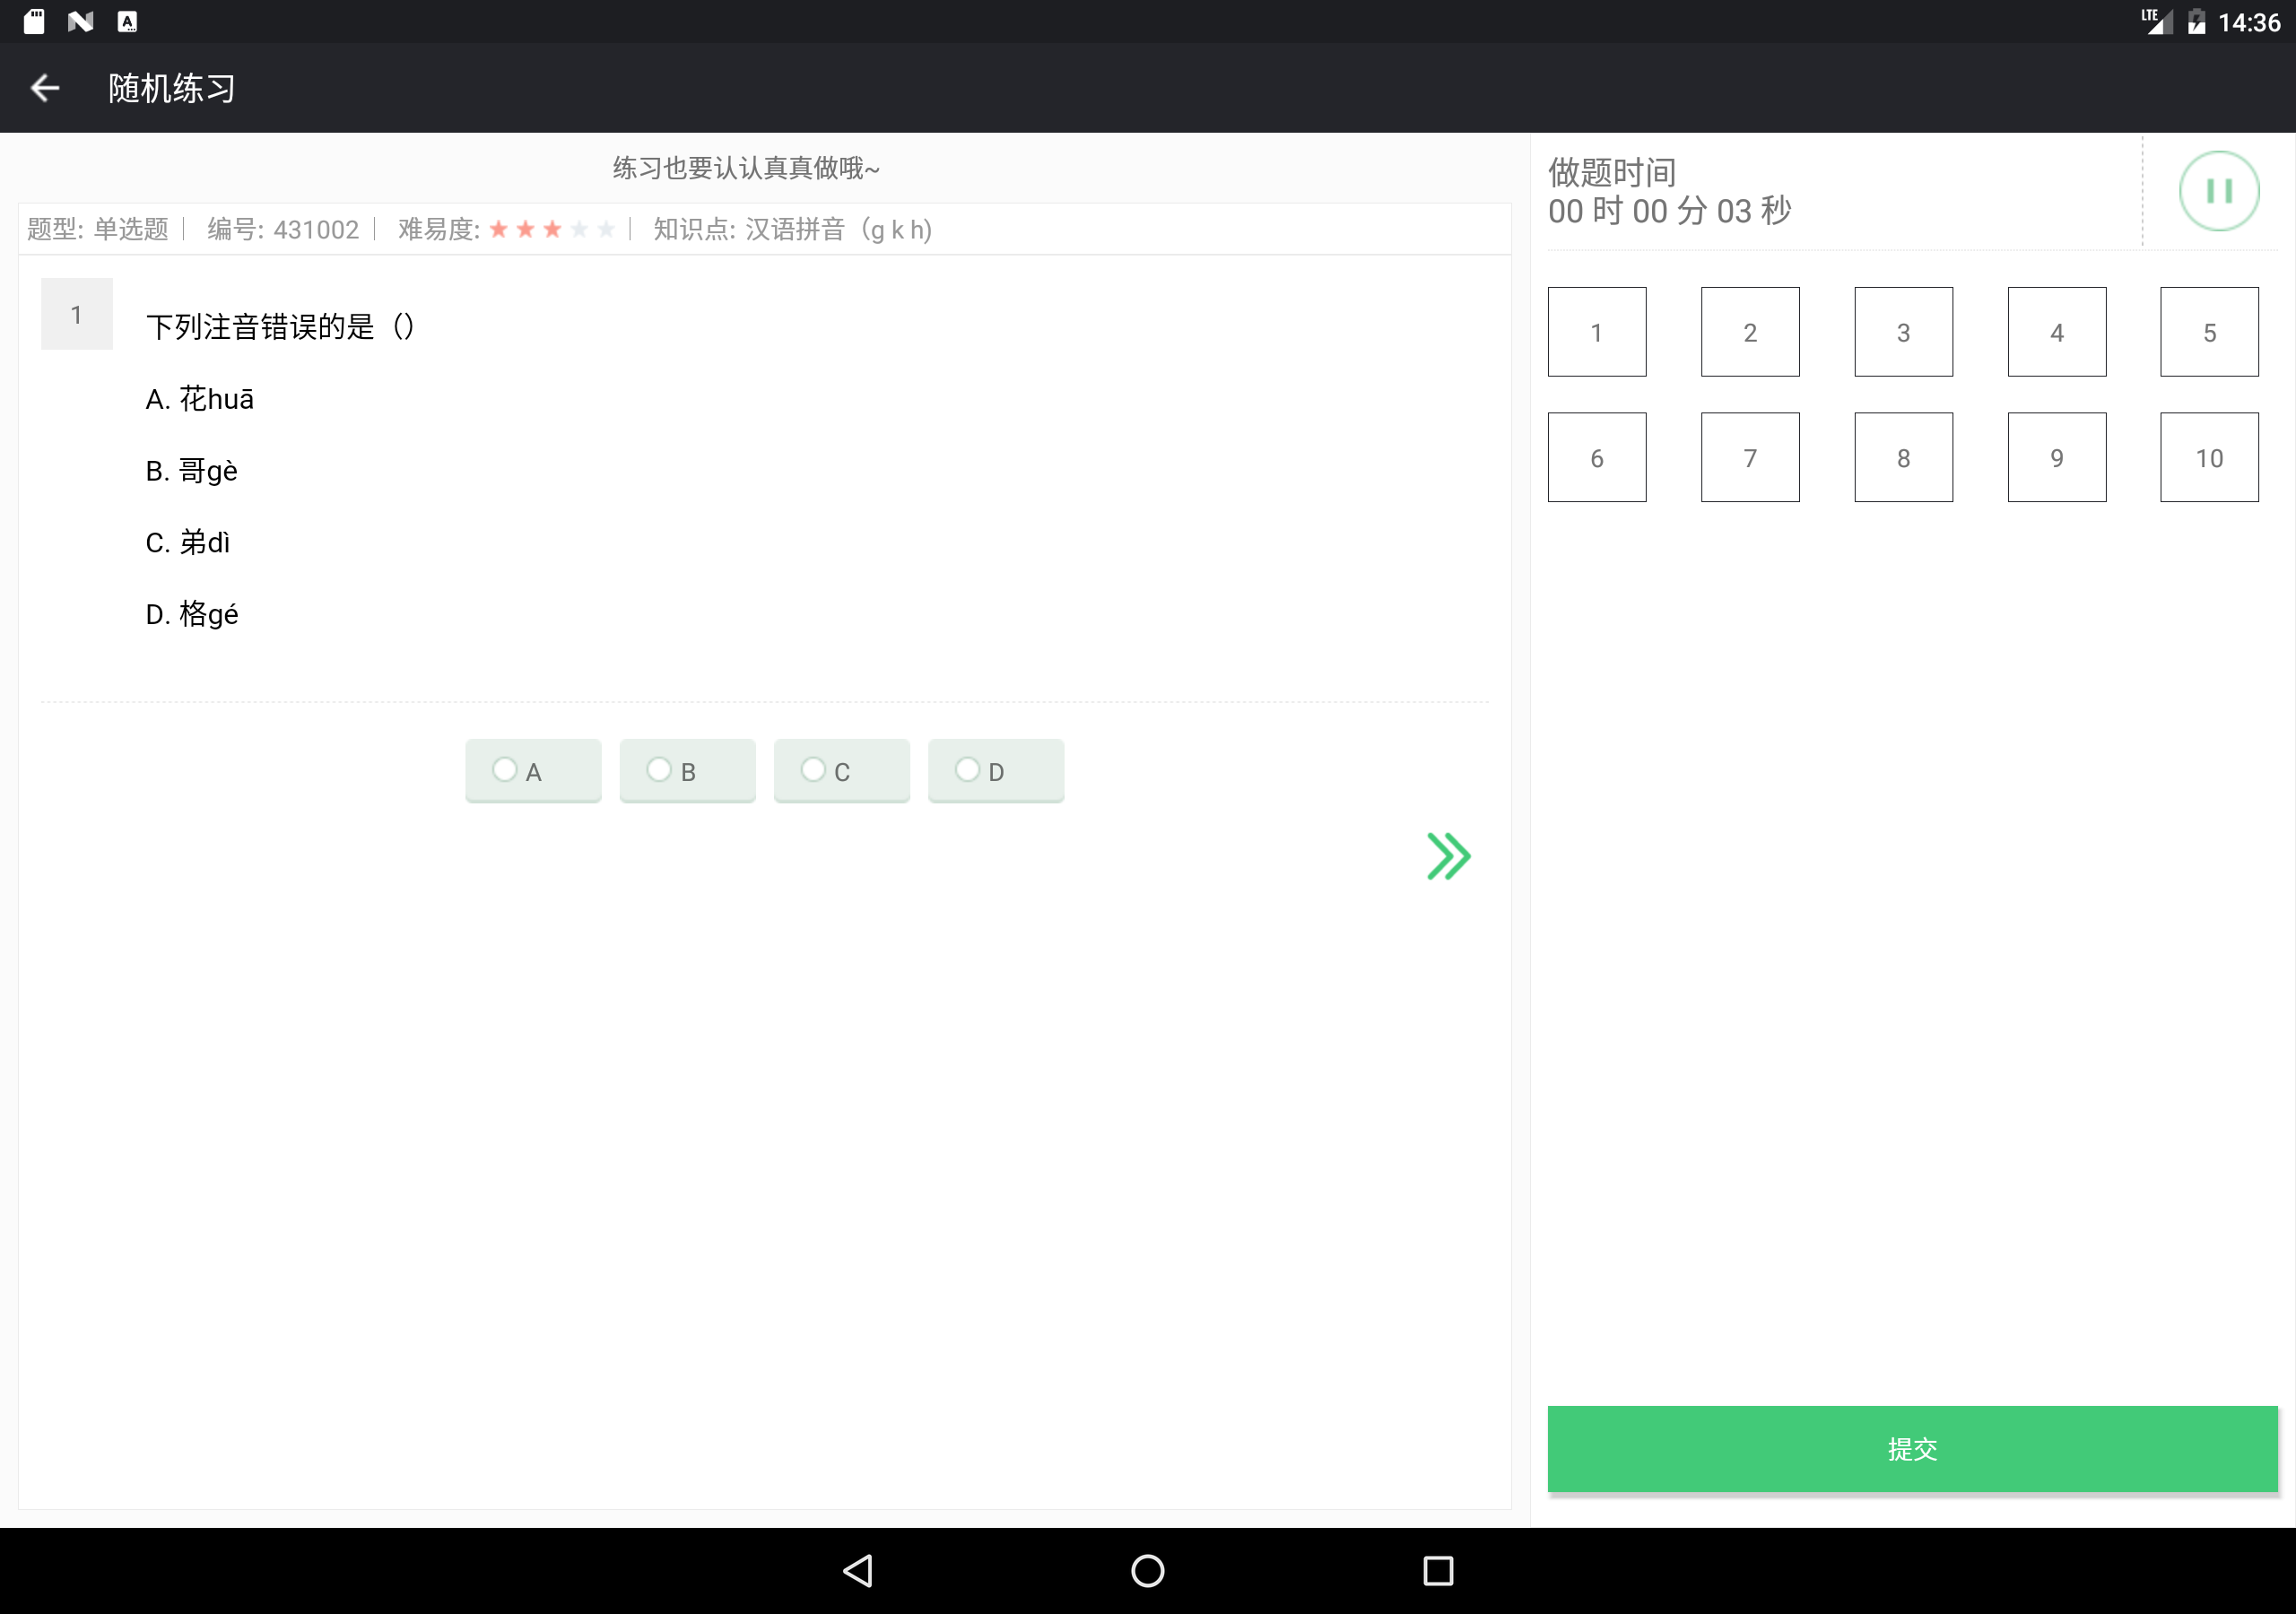 LTE 14:36
随机练习
练习也要认认真真做哦~
题型: 单选题 编号: 431002 难易度: 知识点: 汉语拼音（g k h)
1
下列注音错误的是（）
A. 花huā
B. 哥gè
C. 弟dì
D. 格gé
A B C D
做题时间
00 时 00 分 03 秒
1 2 3 4 5
6 7 8 9 10
提交